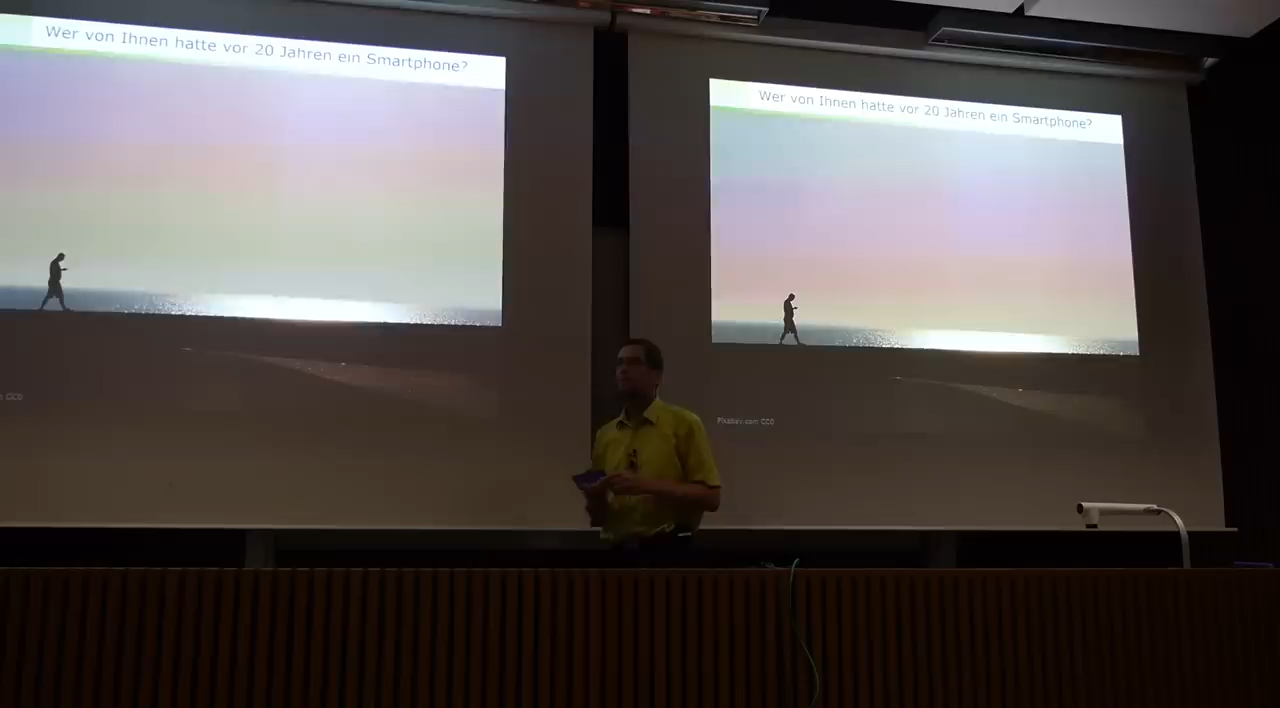 Wer von Ihnen hatte vor 20 Jahren ein Smartphone?
Wer von Ihnen hatte vor 20 Jahren ein Smartphone?
CC0
Pixabay.com CC0